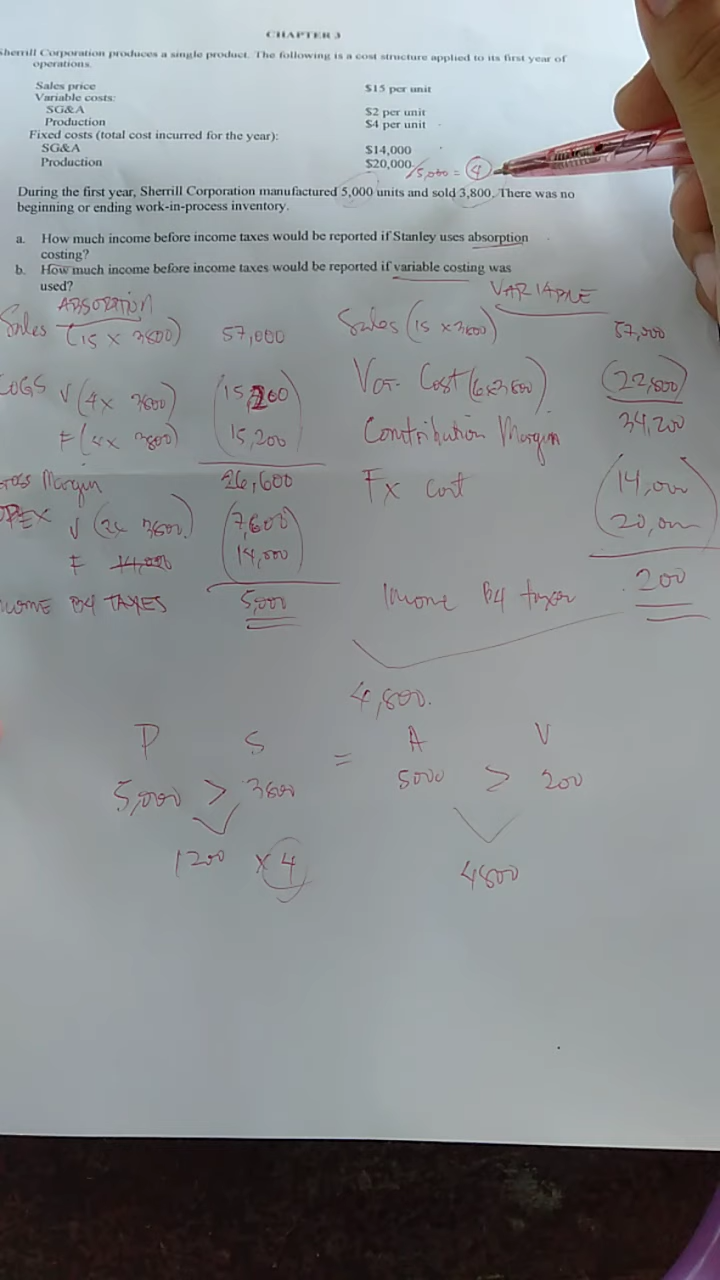 CHAPTER 3
Sherrill Corporation produces a single product. The following is a cost structure applied to its first year of
operations.
Sales price $15 per unit
Variable costs:
SG&A $2 per unit
Production $4 per unit
Fixed costs (total cost incurred for the year):
SG&A $14,000
Production $20,000 /5,000 = 4
During the first year, Sherrill Corporation manufactured 5,000 units and sold 3,800. There was no
beginning or ending work-in-process inventory.
a. How much income before income taxes would be reported if Stanley uses absorption
costing?
b. How much income before income taxes would be reported if variable costing was
used?
ABSORPTION
Sales (15 x 3800) 57,000
COGS V (4 x 3800) (15,200
F (4 x 3800) 15,200)
Gross Margin 26,600
OPEX V (2x 3800) (7,600
F 14,000 14,000)
INCOME B4 TAXES 5,000
VARIABLE
Sales (15 x 3800) 57,000
Var. Cost (6x3800) (22,800)
Contribution Margin 34,200
Fx cost (14,000
20,000)
Income B4 taxes 200
4,800.
P S = A V
5,000 > 3800 5000 > 200
1200 x 4 4800